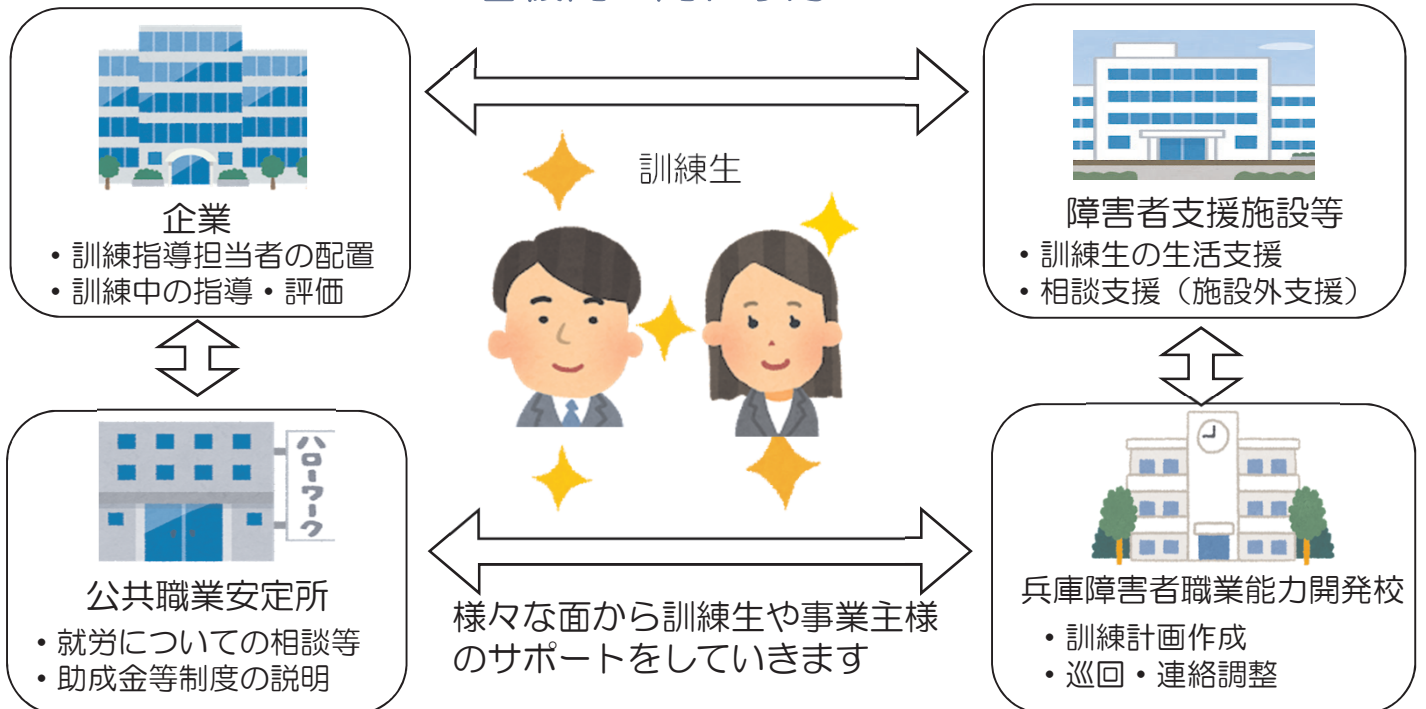 訓練生
企業
・訓練指導担当者の配置
・訓練中の指導・評価
障害者支援施設等
・訓練生の生活支援
・相談支援（施設外支援）
ハローワーク
公共職業安定所
・就労についての相談等
・助成金等制度の説明
様々な面から訓練生や事業主様
のサポートをしていきます
兵庫障害者職業能力開発校
・訓練計画作成
・巡回・連絡調整